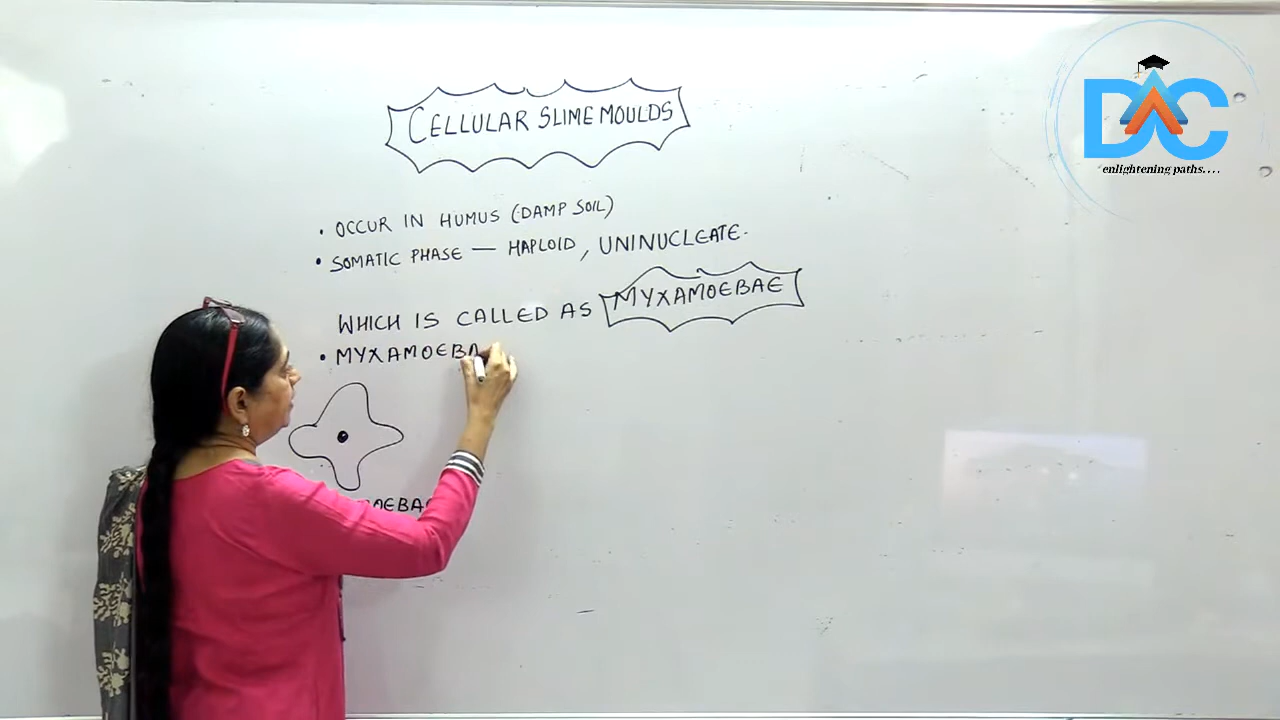 CELLULAR SLIME MOULDS
• OCCUR IN HUMUS (DAMP SOIL)
• SOMATIC PHASE — HAPLOID, UNINUCLEATE.
WHICH IS CALLED AS MYXAMOEBAE
• MYXAMOEBA
DAC
enlightening paths....